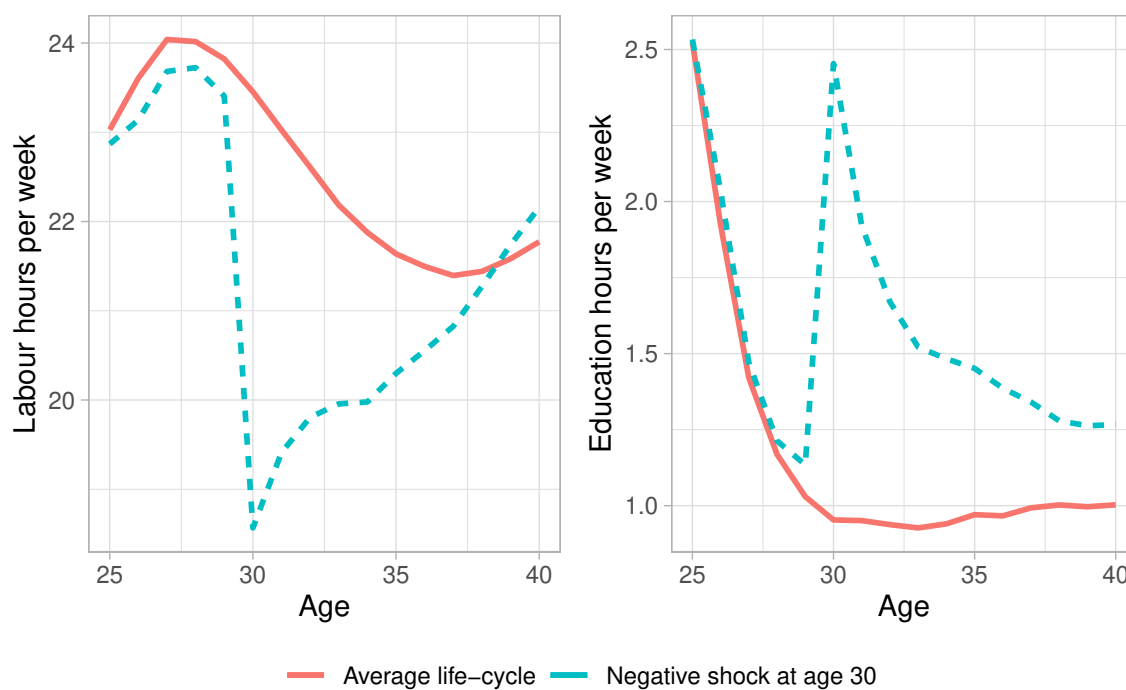 Labour hours per week
24
22
20
25 30 35 40
Age
Education hours per week
2.5
2.0
1.5
1.0
25 30 35 40
Age
Average life−cycle Negative shock at age 30